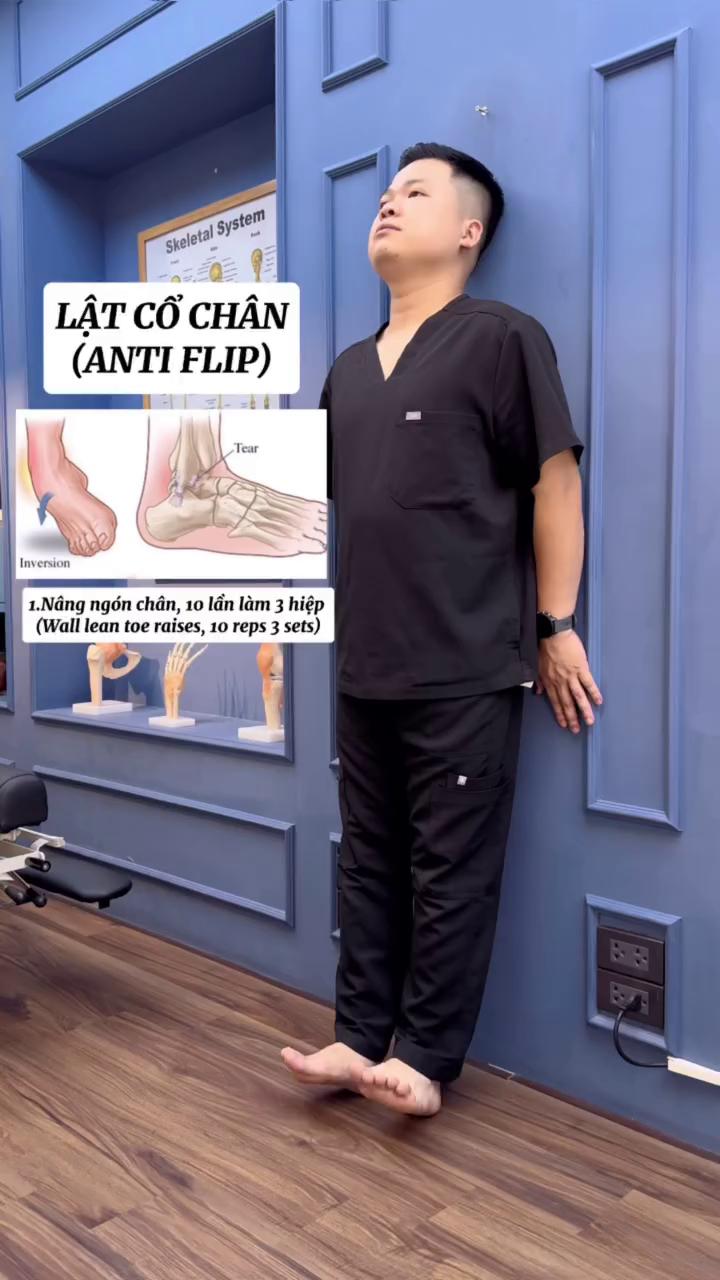 Skeletal System
LẬT CỔ CHÂN
(ANTI FLIP)
Tear
Inversion
1.Nâng ngón chân, 10 lần làm 3 hiệp
(Wall lean toe raises, 10 reps 3 sets)